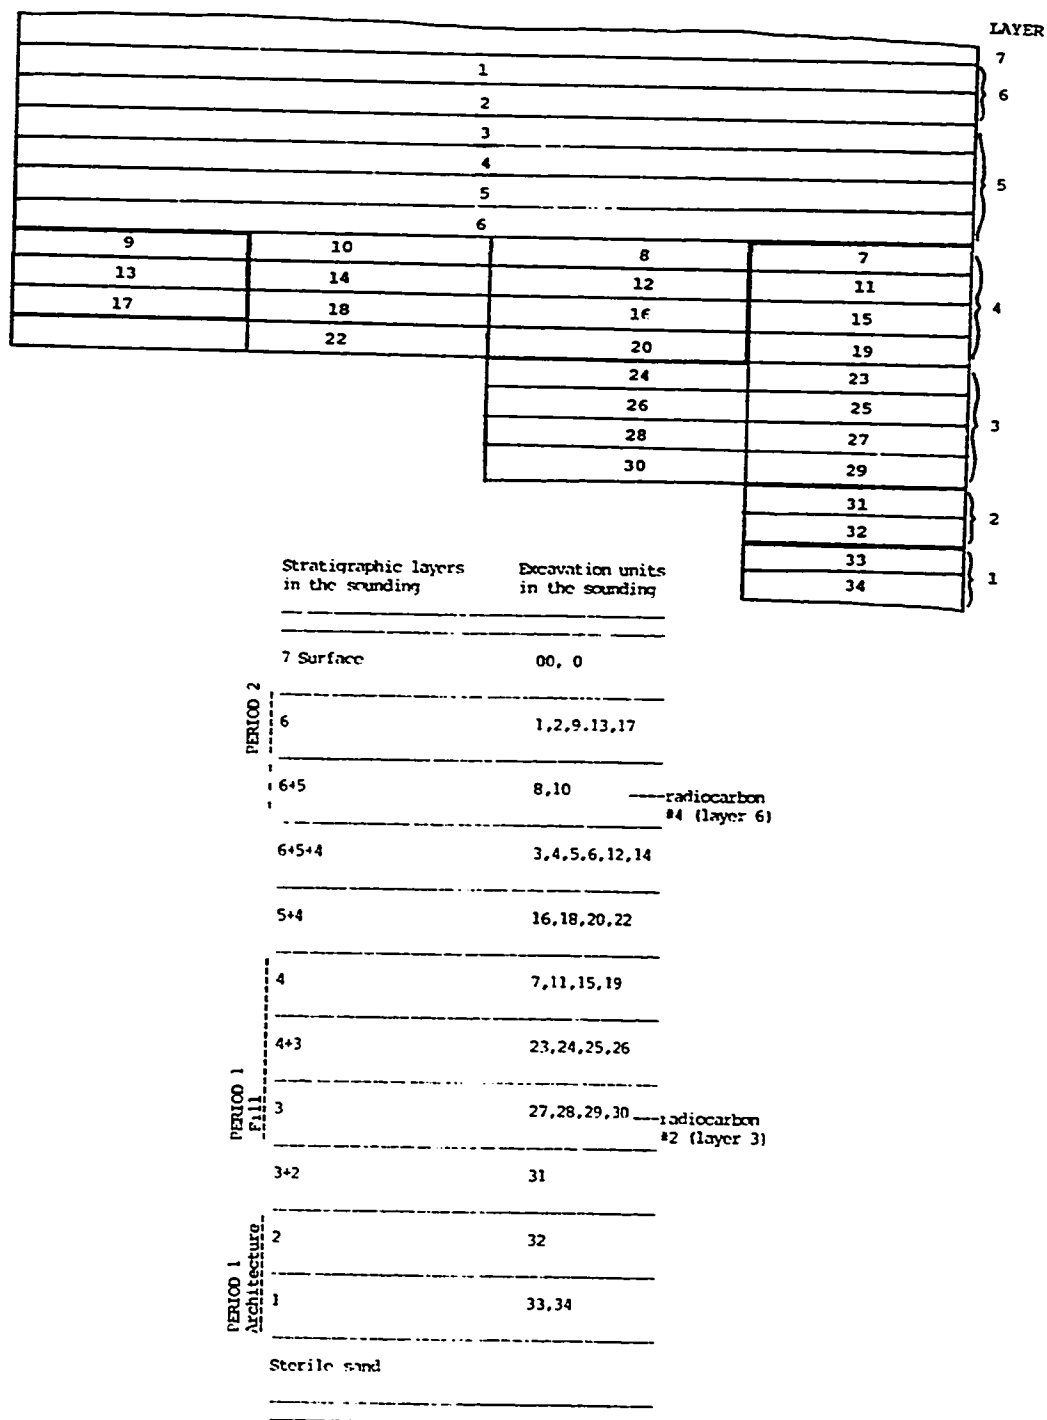 LAYER
7
1
6
2
3
4
5
5
6
9 10 8 7
13 14 12 11
17 18 16 15
4
22 20 19
24 23
26 25
3
28 27
30 29
31
2
32
33
1
34
Stratigraphic layers
in the sounding
Excavation units
in the sounding
7 Surface 00, 0
PERIOD 2
6 1,2,9.13,17
6+5 8,10 ----radiocarbon
#4 (layer 6)
6+5+4 3,4,5,6,12,14
5+4 16,18,20,22
4 7,11,15,19
4+3 23,24,25,26
PERIOD 1
Fill
3 27,28,29,30 ---radiocarbon
#2 (layer 3)
3+2 31
PERIOD 1
Architecture
2 32
1 33,34
Sterile sand